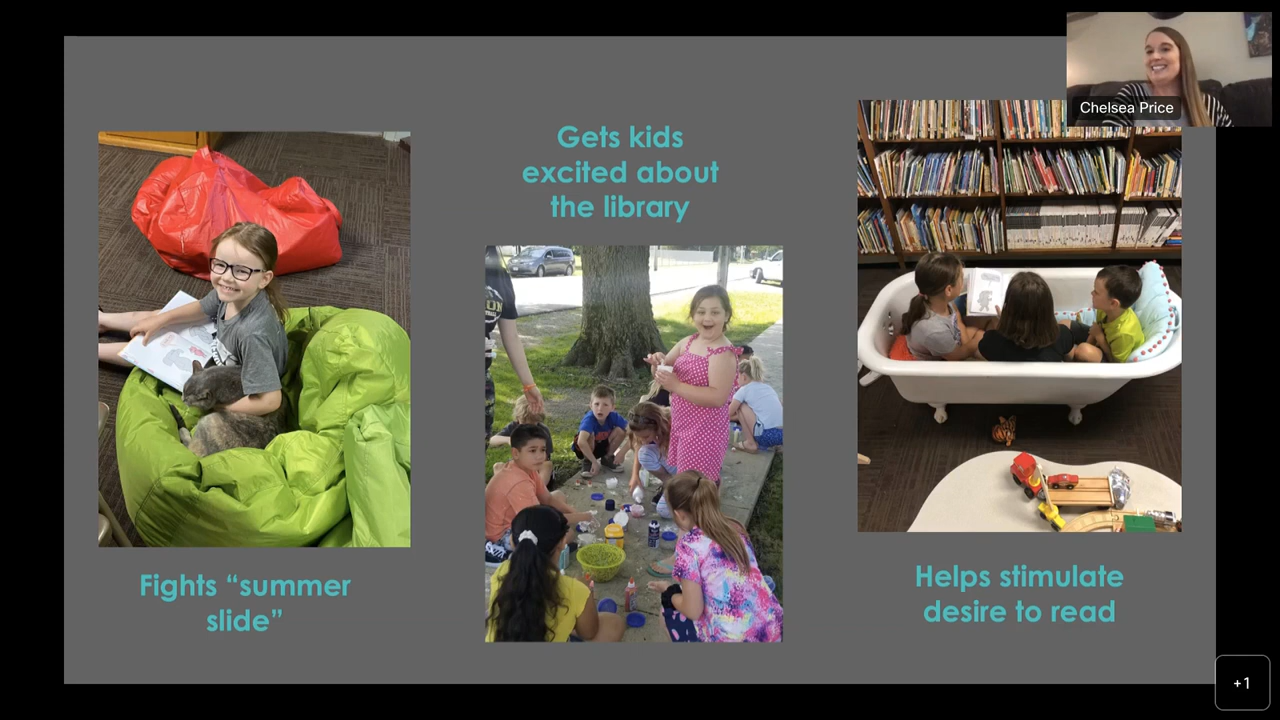 Chelsea Price
Gets kids
excited about
the library
Fights “summer
slide”
Helps stimulate
desire to read
+1